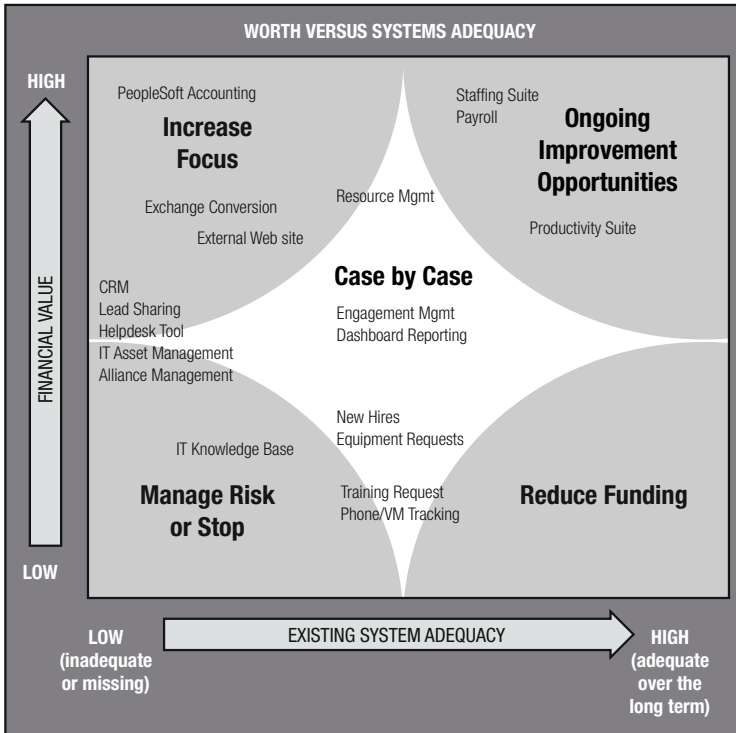 WORTH VERSUS SYSTEMS ADEQUACY
HIGH
FINANCIAL VALUE
LOW
PeopleSoft Accounting
Increase
Focus
Exchange Conversion
External Web site
Staffing Suite
Payroll
Ongoing
Improvement
Opportunities
Productivity Suite
Resource Mgmt
Case by Case
Engagement Mgmt
Dashboard Reporting
CRM
Lead Sharing
Helpdesk Tool
IT Asset Management
Alliance Management
New Hires
Equipment Requests
IT Knowledge Base
Manage Risk
or Stop
Training Request
Phone/VM Tracking
Reduce Funding
LOW
(inadequate
or missing)
EXISTING SYSTEM ADEQUACY
HIGH
(adequate
over the
long term)